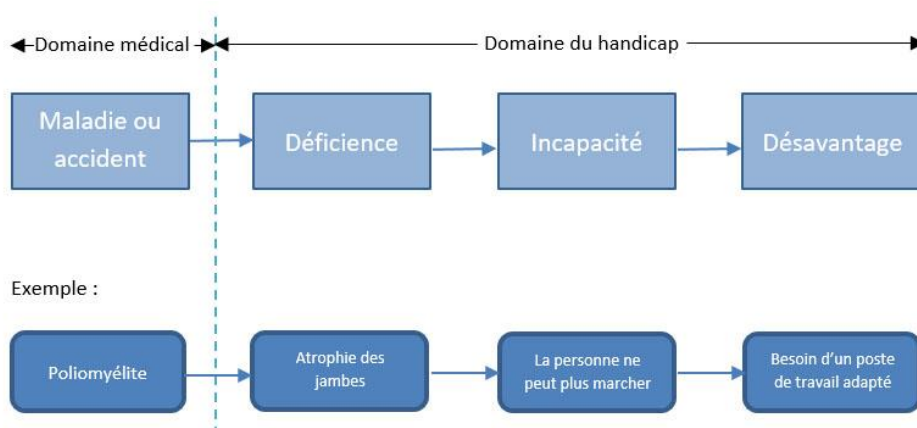 Domaine médical
Domaine du handicap
Maladie ou
accident
Déficience
Incapacité
Désavantage
Exemple :
Poliomyélite
Atrophie des
jambes
La personne ne
peut plus marcher
Besoin d'un poste
de travail adapté